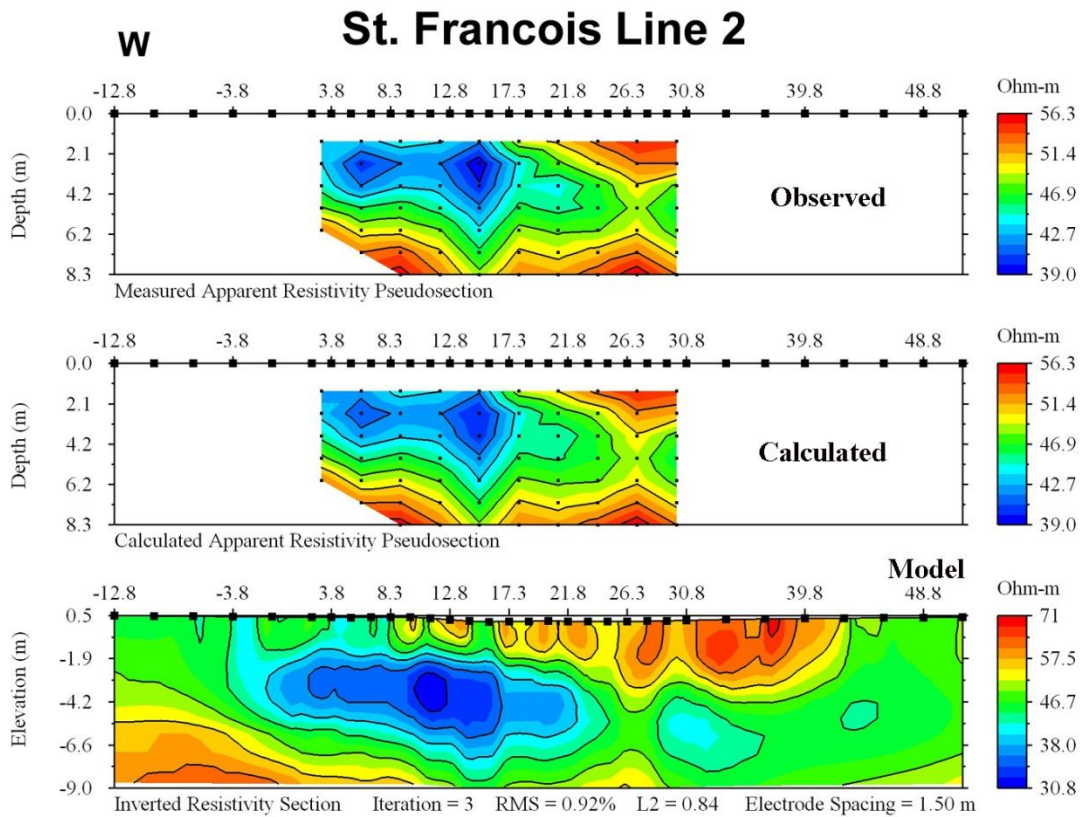 St. Francois Line 2
W
-12.8 -3.8 3.8 8.3 12.8 17.3 21.8 26.3 30.8 39.8 48.8
Ohm-m
0.0
2.1
4.2
6.2
8.3
Depth (m)
Observed
56.3
51.4
46.9
42.7
39.0
Measured Apparent Resistivity Pseudosection
-12.8 -3.8 3.8 8.3 12.8 17.3 21.8 26.3 30.8 39.8 48.8
Ohm-m
0.0
2.1
4.2
6.2
8.3
Depth (m)
Calculated
56.3
51.4
46.9
42.7
39.0
Calculated Apparent Resistivity Pseudosection
Model
-12.8 -3.8 3.8 8.3 12.8 17.3 21.8 26.3 30.8 39.8 48.8
Ohm-m
0.5
-1.9
-4.2
-6.6
-9.0
Elevation (m)
71
57.5
46.7
38.0
30.8
Inverted Resistivity Section Iteration = 3 RMS = 0.92% L2 = 0.84 Electrode Spacing = 1.50 m